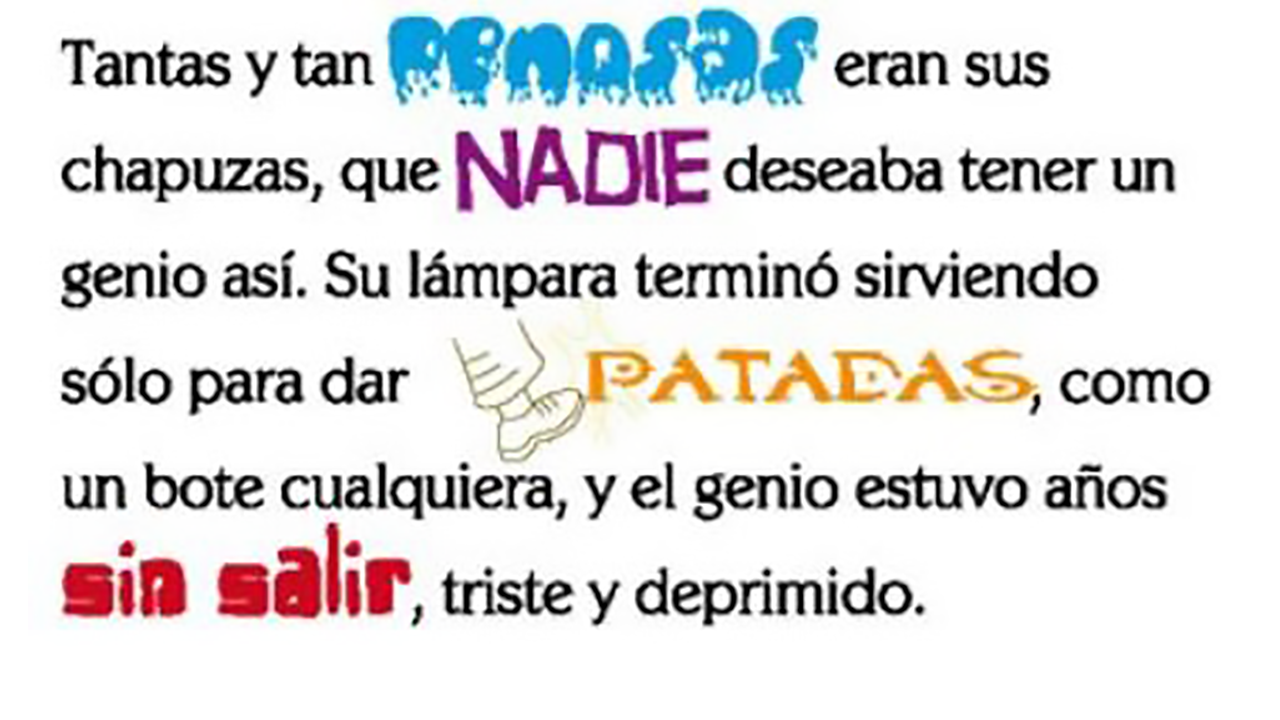 Tantas y tan penosas eran sus
chapuzas, que NADIE deseaba tener un
genio así. Su lámpara terminó sirviendo
sólo para dar PATADAS, como
un bote cualquiera, y el genio estuvo años
sin salir, triste y deprimido.